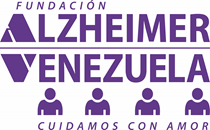 FUNDACIÓN
ALZHEIMER
VENEZUELA
CUIDAMOS CON AMOR